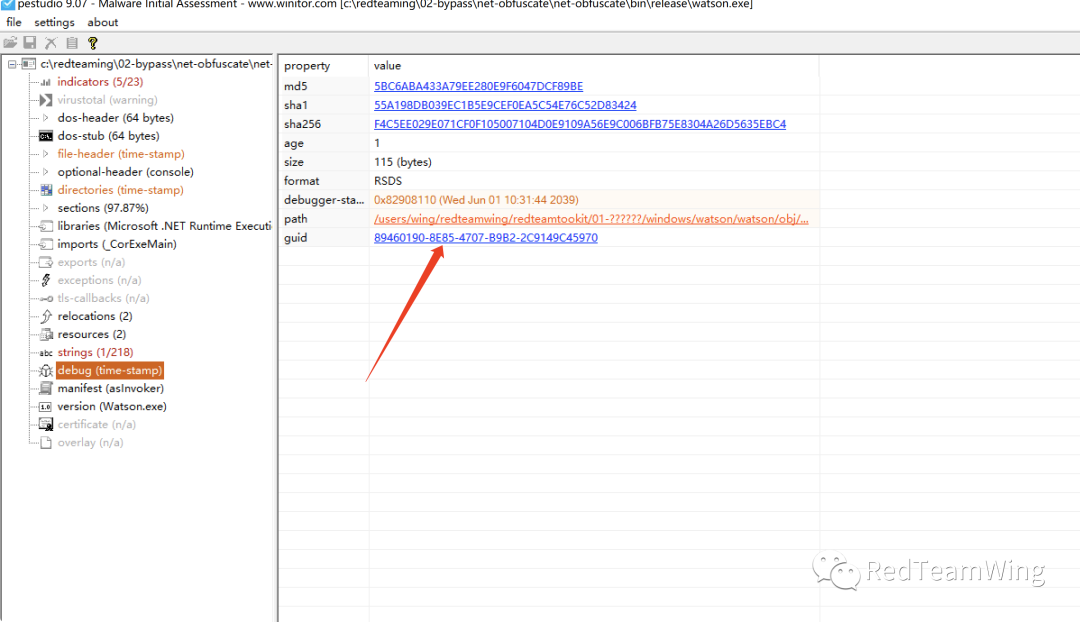 pestudio 9.07 - Malware Initial Assessment - www.winitor.com [c:\redteaming\02-bypass\net-obfuscate\net-obfuscate\bin\release\watson.exe]
file settings about
c:\redteaming\02-bypass\net-obfuscate\net-
indicators (5/23)
virustotal (warning)
dos-header (64 bytes)
dos-stub (64 bytes)
file-header (time-stamp)
optional-header (console)
directories (time-stamp)
sections (97.87%)
libraries (Microsoft .NET Runtime Executi
imports (_CorExeMain)
exports (n/a)
exceptions (n/a)
tls-callbacks (n/a)
relocations (2)
resources (2)
abc strings (1/218)
debug (time-stamp)
manifest (asInvoker)
1.0 version (Watson.exe)
certificate (n/a)
overlay (n/a)
property value
md5 5BC6ABA433A79EE280E9F6047DCF89BE
sha1 55A198DB039EC1B5E9CEF0EA5C54E76C52D83424
sha256 F4C5EE029E071CF0F105007104D0E9109A56E9C006BFB75E8304A26D5635EBC4
age 1
size 115 (bytes)
format RSDS
debugger-sta... 0x82908110 (Wed Jun 01 10:31:44 2039)
path /users/wing/redteamwing/redteamtookit/01-??????/windows/watson/watson/obj/...
guid 89460190-8E85-4707-B9B2-2C9149C45970
RedTeamWing